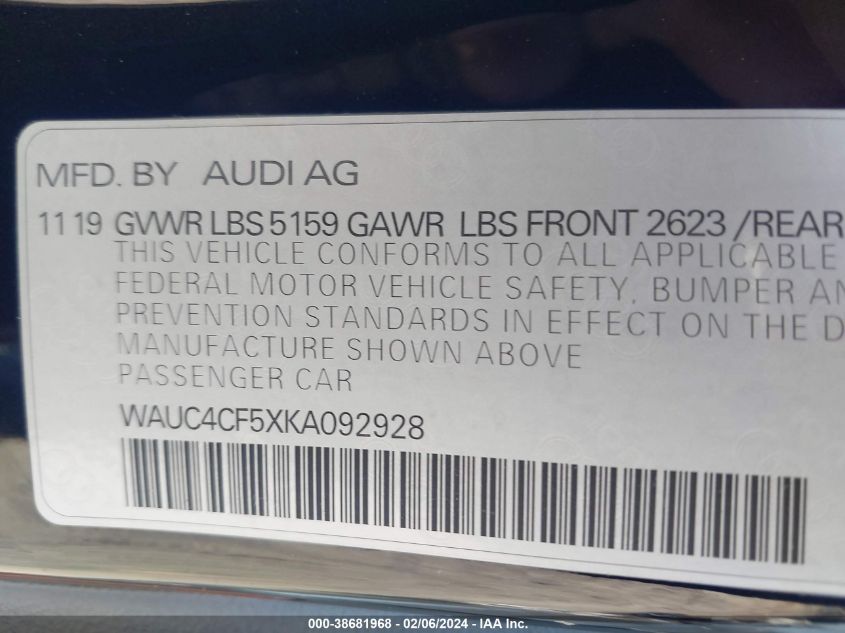 MFD. BY AUDI AG
11 19 GVWR LBS 5159 GAWR LBS FRONT 2623 /REAR
THIS VEHICLE CONFORMS TO ALL APPLICABLE
FEDERAL MOTOR VEHICLE SAFETY, BUMPER AN
PREVENTION STANDARDS IN EFFECT ON THE D
MANUFACTURE SHOWN ABOVE
PASSENGER CAR
WAUC4CF5XKA092928
000-38681968 - 02/06/2024 - IAA Inc.